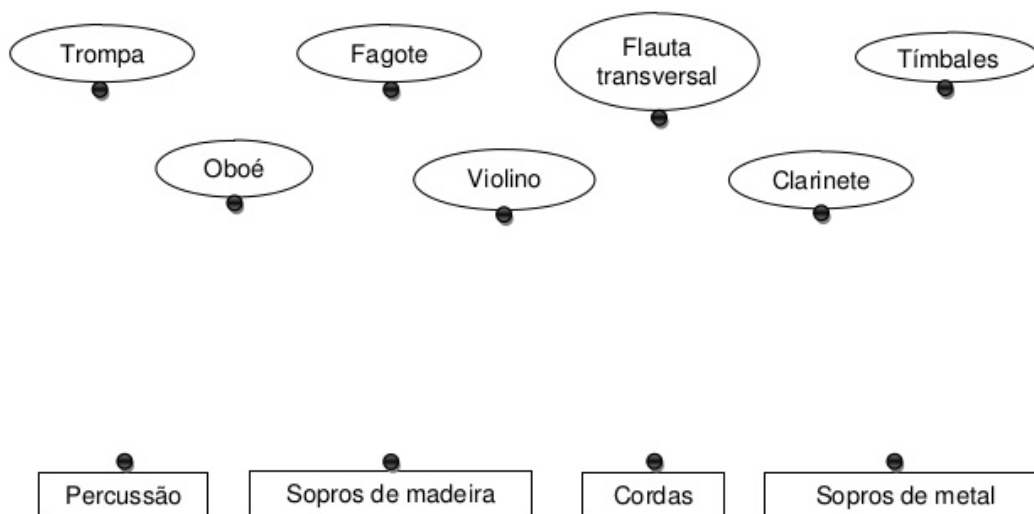 Trompa
Fagote
Flauta
transversal
Tímbales
Oboé
Violino
Clarinete
Percussão
Sopros de madeira
Cordas
Sopros de metal